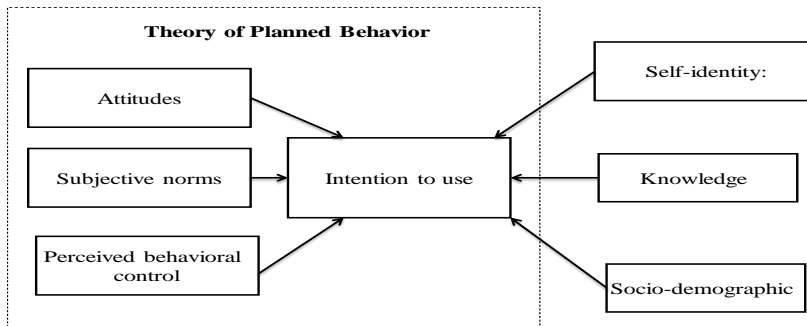 Theory of Planned Behavior
Attitudes
Subjective norms
Perceived behavioral
control
Intention to use
Self-identity:
Knowledge
Socio-demographic